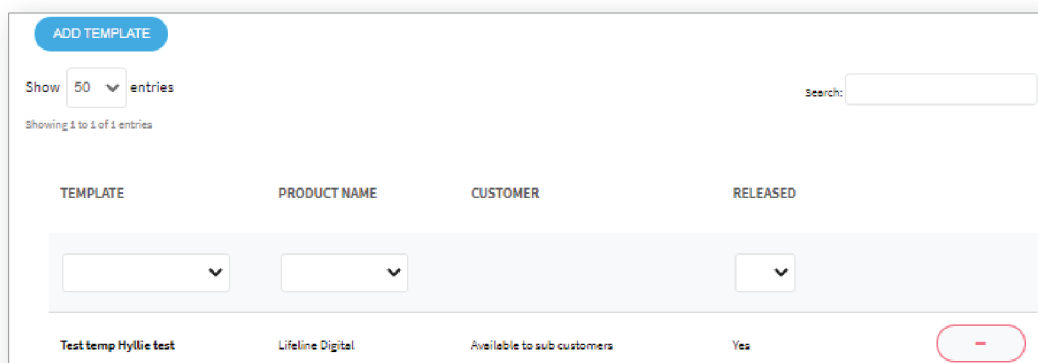 ADD TEMPLATE
Show 50 entries
Search:
Showing 1 to 1 of 1 entries
TEMPLATE PRODUCT NAME CUSTOMER RELEASED
Test temp Hyllie test Lifeline Digital Available to sub customers Yes